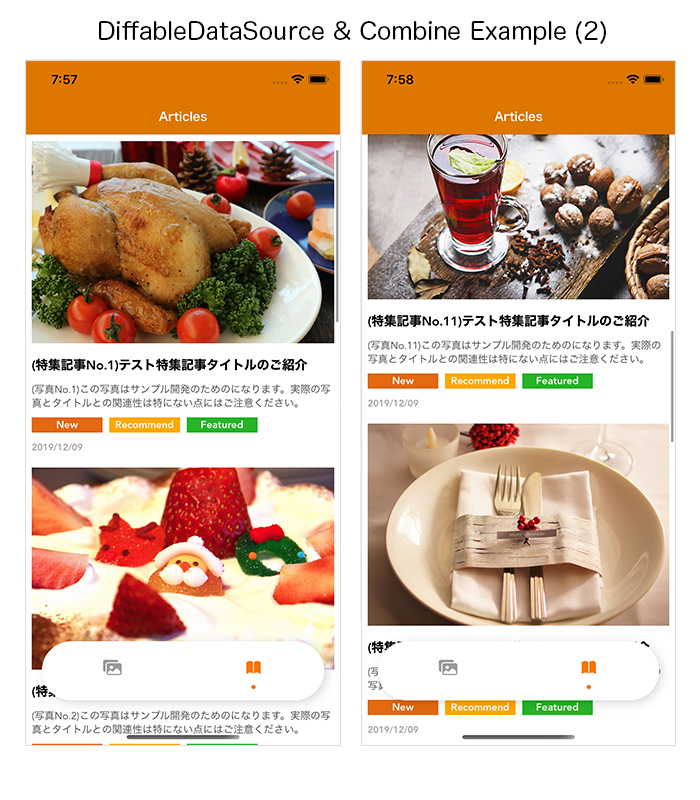 DiffableDataSource & Combine Example (2)
7:57
Articles
(特集記事No.1)テスト特集記事タイトルのご紹介
(写真No.1)この写真はサンプル開発のためのになります。実際の写
真とタイトルとの関連性は特にない点にはご注意ください。
New Recommend Featured
2019/12/09
(特
(写真No.2)この写真はサンプル開発のためのになります。実際の写
真とタイトルとの関連性は特にない点にはご注意ください。
7:58
Articles
(特集記事No.11)テスト特集記事タイトルのご紹介
(写真No.11)この写真はサンプル開発のためのになります。実際の
写真とタイトルとの関連性は特にない点にはご注意ください。
New Recommend Featured
2019/12/09
Merry Christmas
(特集
(写
写真
New Recommend Featured
2019/12/09